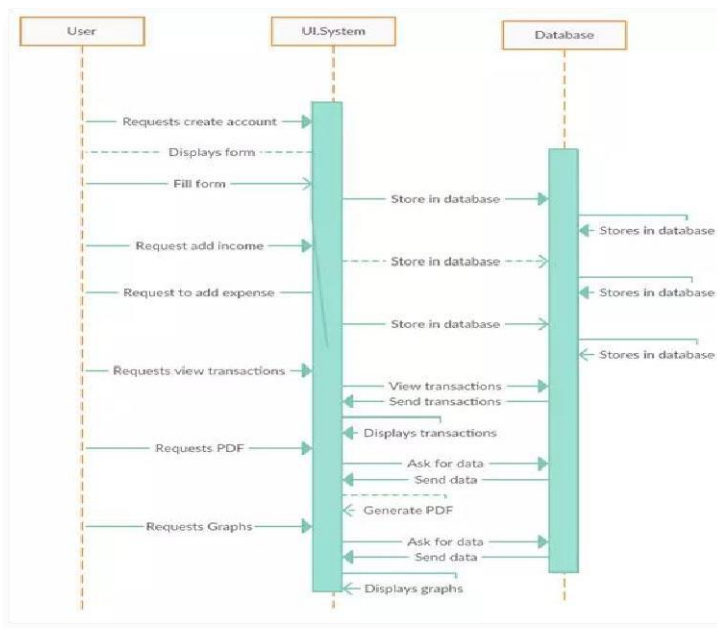 User
UI.System
Database
Requests create account
Displays form
Fill form
Store in database
Stores in database
Request add income
Store in database
Request to add expense
Stores in database
Store in database
Stores in database
Requests view transactions
View transactions
Send transactions
Displays transactions
Requests PDF
Ask for data
Send data
Generate PDF
Requests Graphs
Ask for data
Send data
Displays graphs